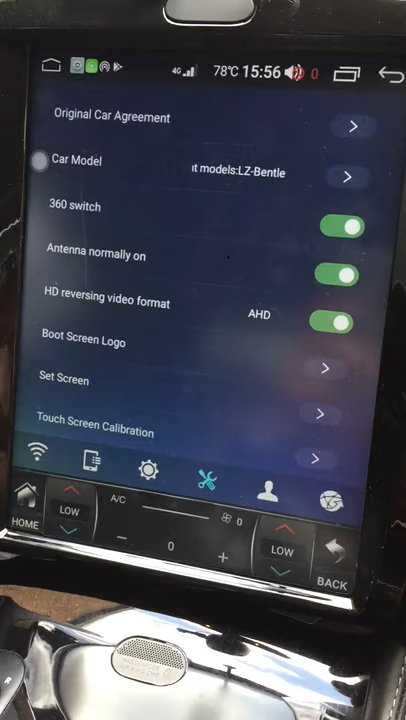 4G 78°C 15:56 0
Original Car Agreement
Car Model
t models:LZ-Bentle
360 switch
Antenna normally on
HD reversing video format
AHD
Boot Screen Logo
Set Screen
Touch Screen Calibration
HOME
LOW
A/C
0
− 0 +
LOW
BACK
R